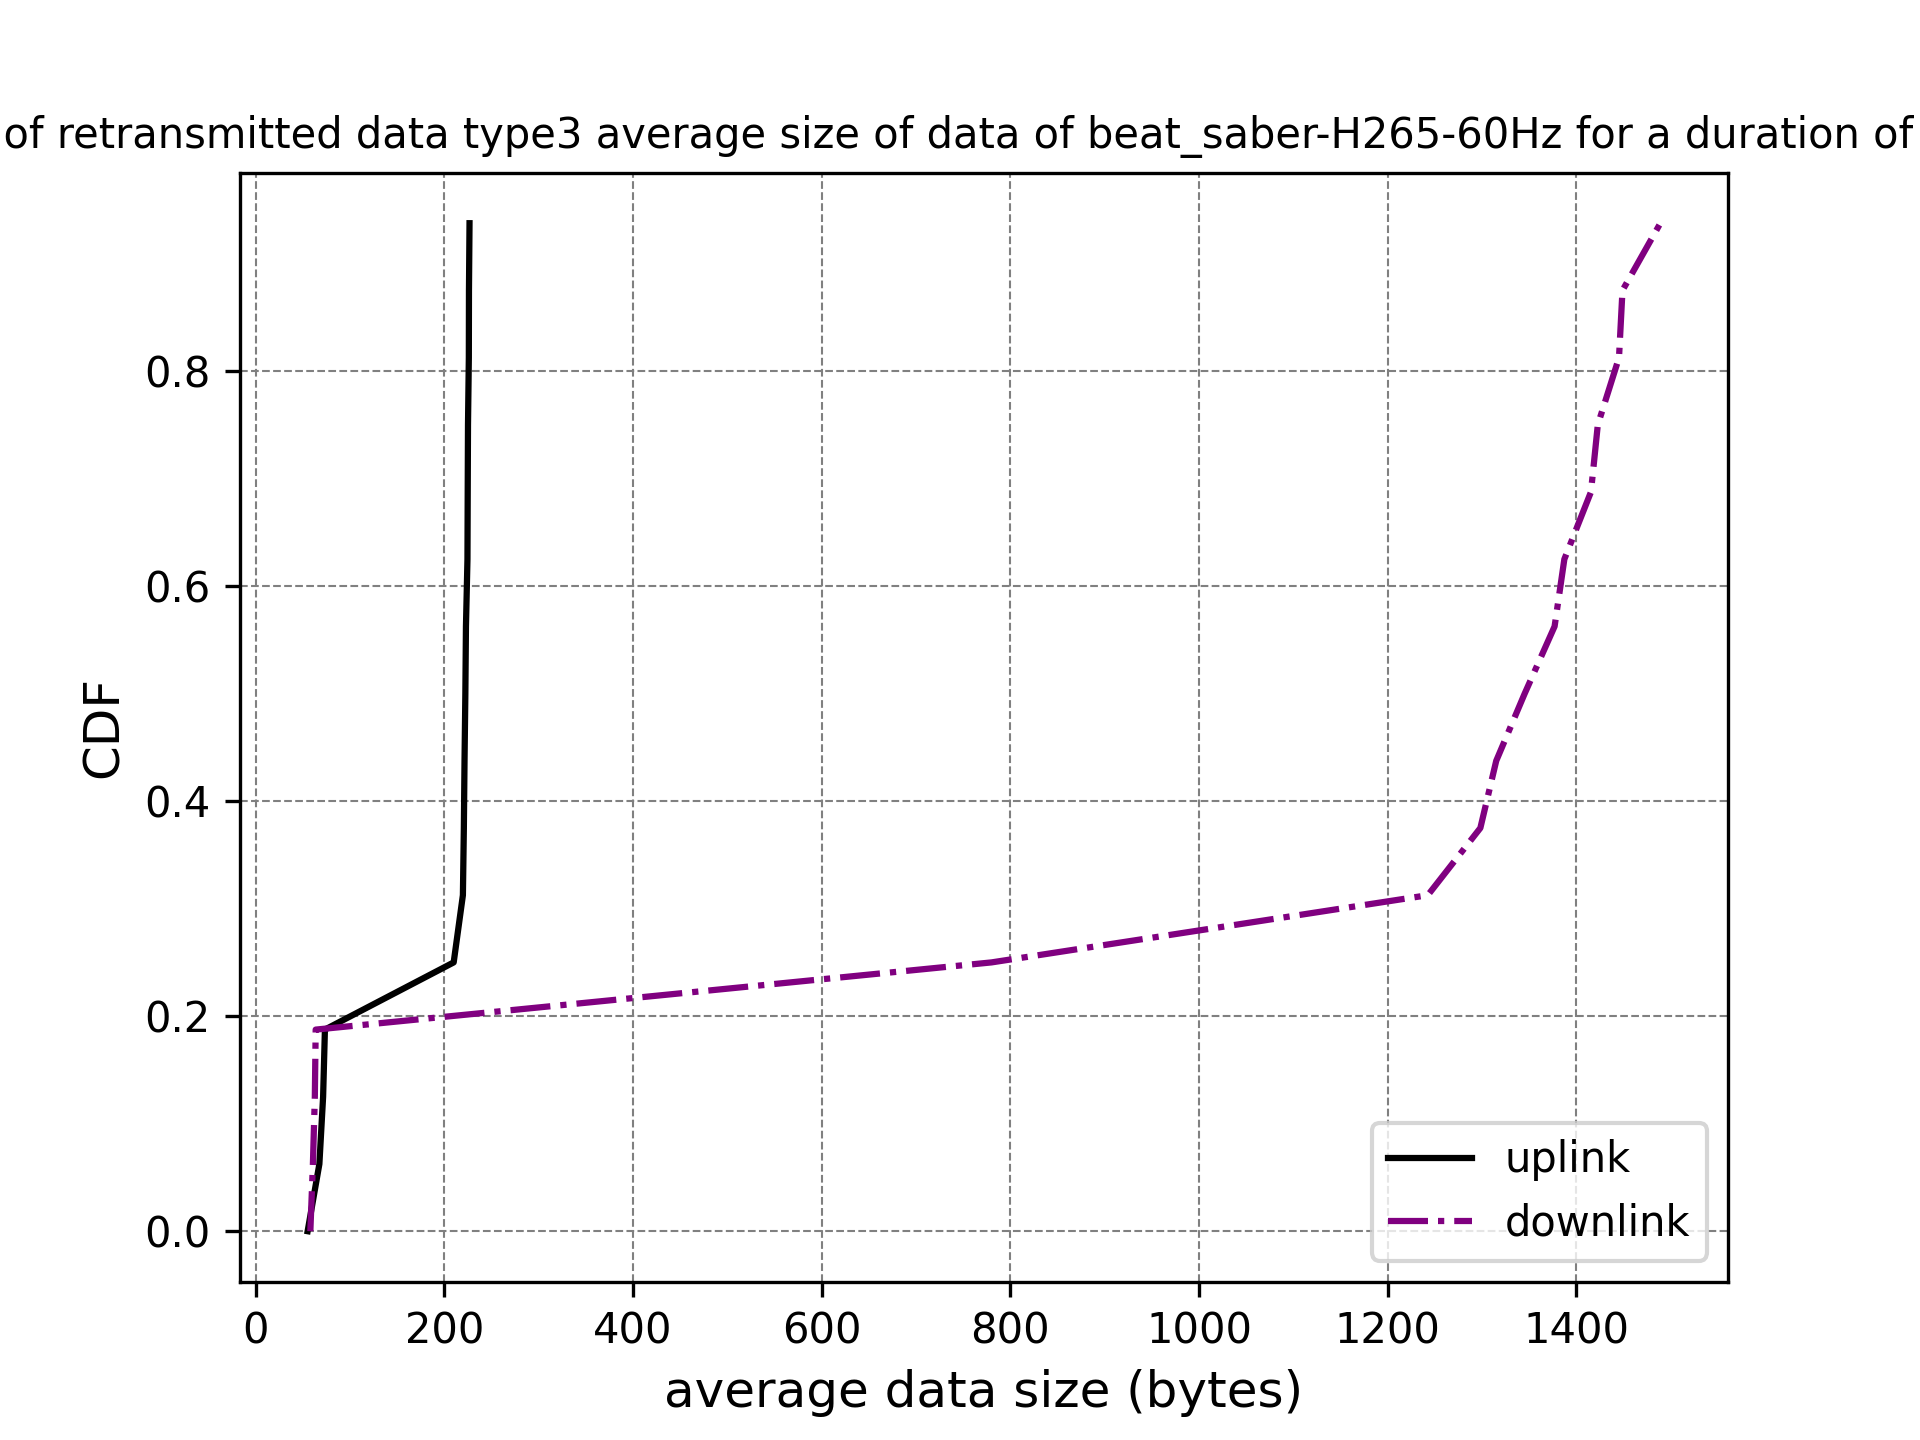 of retransmitted data type3 average size of data of beat_saber-H265-60Hz for a duration of
CDF
0.8
0.6
0.4
0.2
0.0
0 200 400 600 800 1000 1200 1400
average data size (bytes)
uplink
downlink